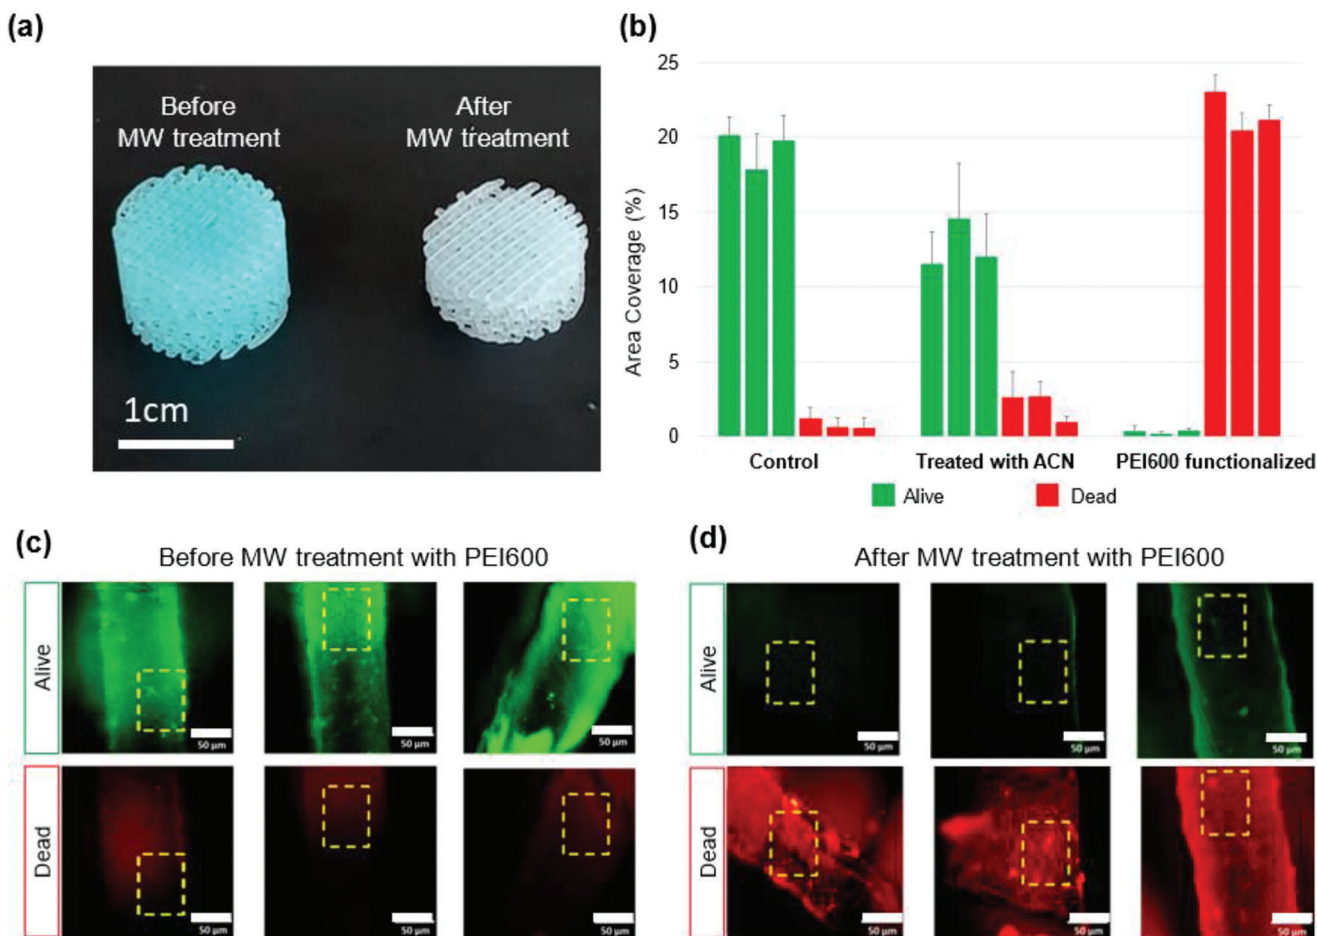 (a)
Before
MW treatment
After
MW treatment
1cm
(b)
Area Coverage (%)
25
20
15
10
5
0
Control
Treated with ACN
PEI600 functionalized
Alive
Dead
(c)
Before MW treatment with PEI600
Alive
50 µm
50 µm
50 µm
Dead
50 µm
50 µm
50 µm
(d)
After MW treatment with PEI600
Alive
50 µm
50 µm
50 µm
Dead
50 µm
50 µm
50 µm